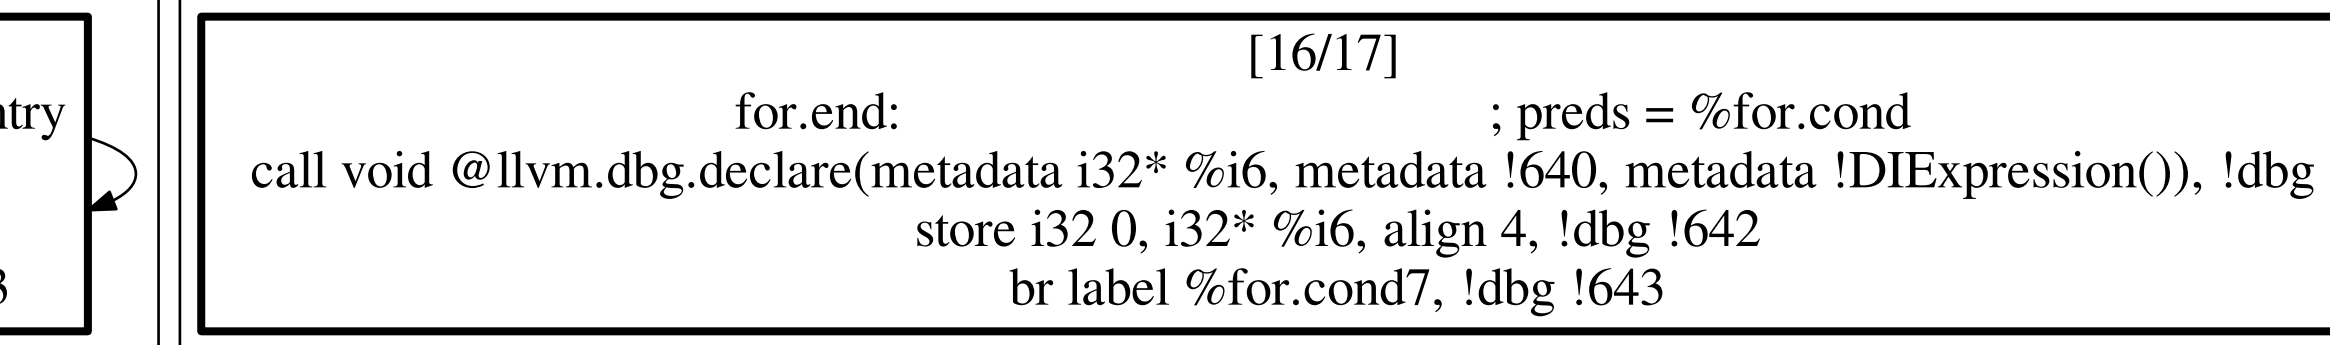 [16/17]
for.end: ; preds = %for.cond
call void @llvm.dbg.declare(metadata i32* %i6, metadata !640, metadata !DIExpression()), !dbg
store i32 0, i32* %i6, align 4, !dbg !642
br label %for.cond7, !dbg !643
ntry
3